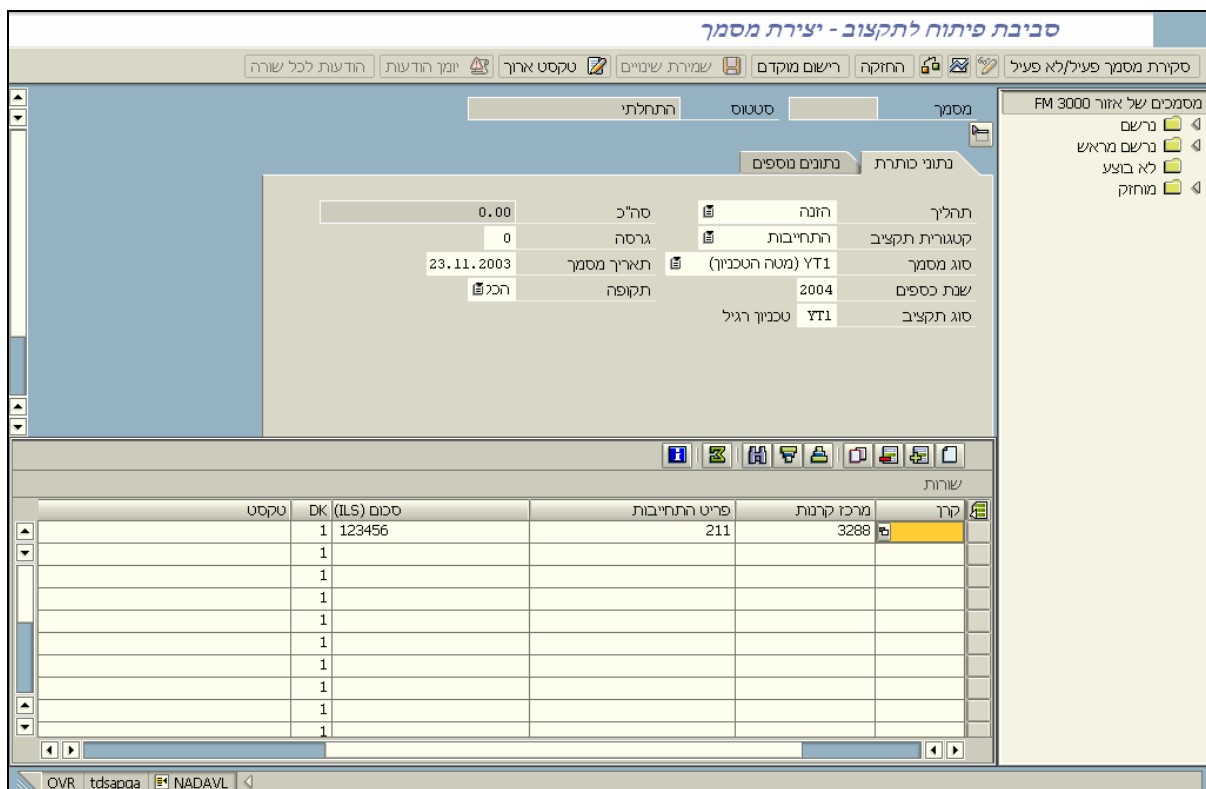 סביבת פיתוח לתקצוב - יצירת מסמך
סקירת מסמך פעיל/לא פעיל החזקה רישום מוקדם שמירת שינויים טקסט ארוך יומן הודעות הודעות לכל שורה
מסמכים של אזור FM 3000
נרשם
נרשם מראש
לא בוצע
מוחזק
מסמך סטטוס התחלתי
נתוני כותרת נתונים נוספים
תהליך הזנה סה"כ 0.00
קטגורית תקציב התחייבות גרסה 0
סוג מסמך YT1 (מטה הטכניון) תאריך מסמך 23.11.2003
שנת כספים 2004 תקופה הכל
סוג תקציב YT1 טכניון רגיל
שורות
קרן מרכז קרנות פריט התחייבות סכום (ILS) DK טקסט
3288 211 123456 1
1
1
1
1
1
1
1
1
1
OVR tdsapqa NADAVL